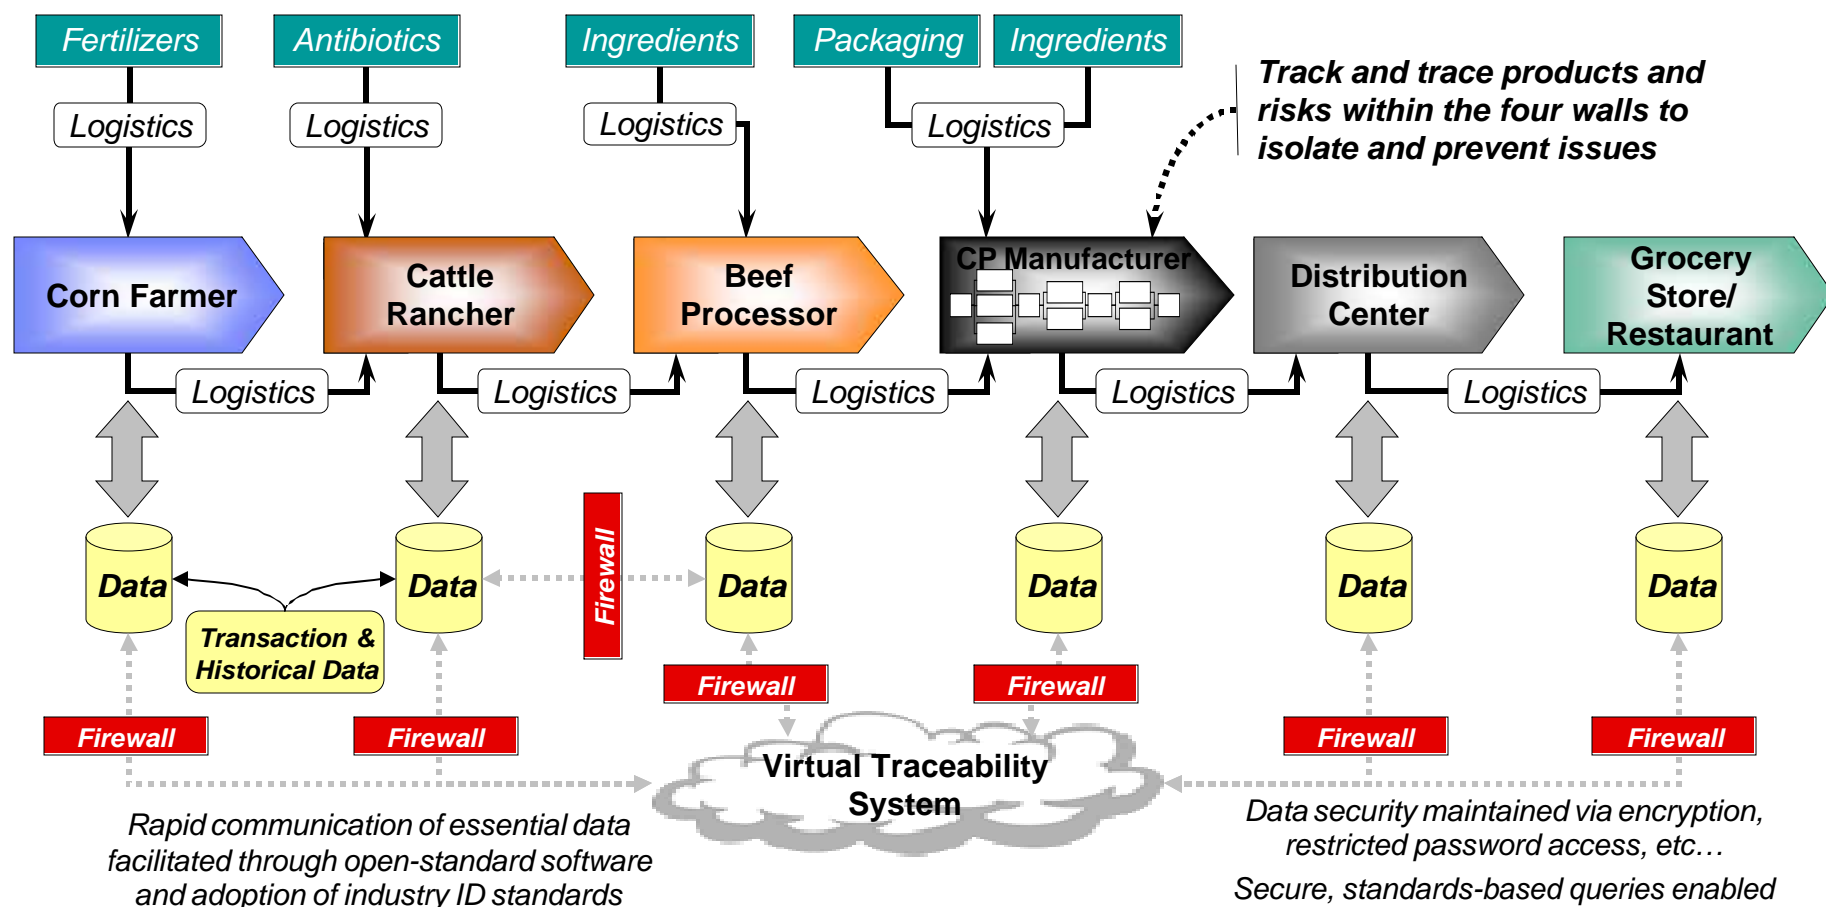 Fertilizers
Antibiotics
Ingredients
Packaging
Ingredients
Logistics
Logistics
Logistics
Logistics
Track and trace products and
risks within the four walls to
isolate and prevent issues
Corn Farmer
Cattle
Rancher
Beef
Processor
CP Manufacturer
Distribution
Center
Grocery
Store/
Restaurant
Logistics
Logistics
Logistics
Logistics
Logistics
Data
Data
Firewall
Data
Data
Data
Data
Transaction &
Historical Data
Firewall
Firewall
Firewall
Firewall
Firewall
Firewall
Virtual Traceability
System
Rapid communication of essential data
facilitated through open-standard software
and adoption of industry ID standards
Data security maintained via encryption,
restricted password access, etc…
Secure, standards-based queries enabled